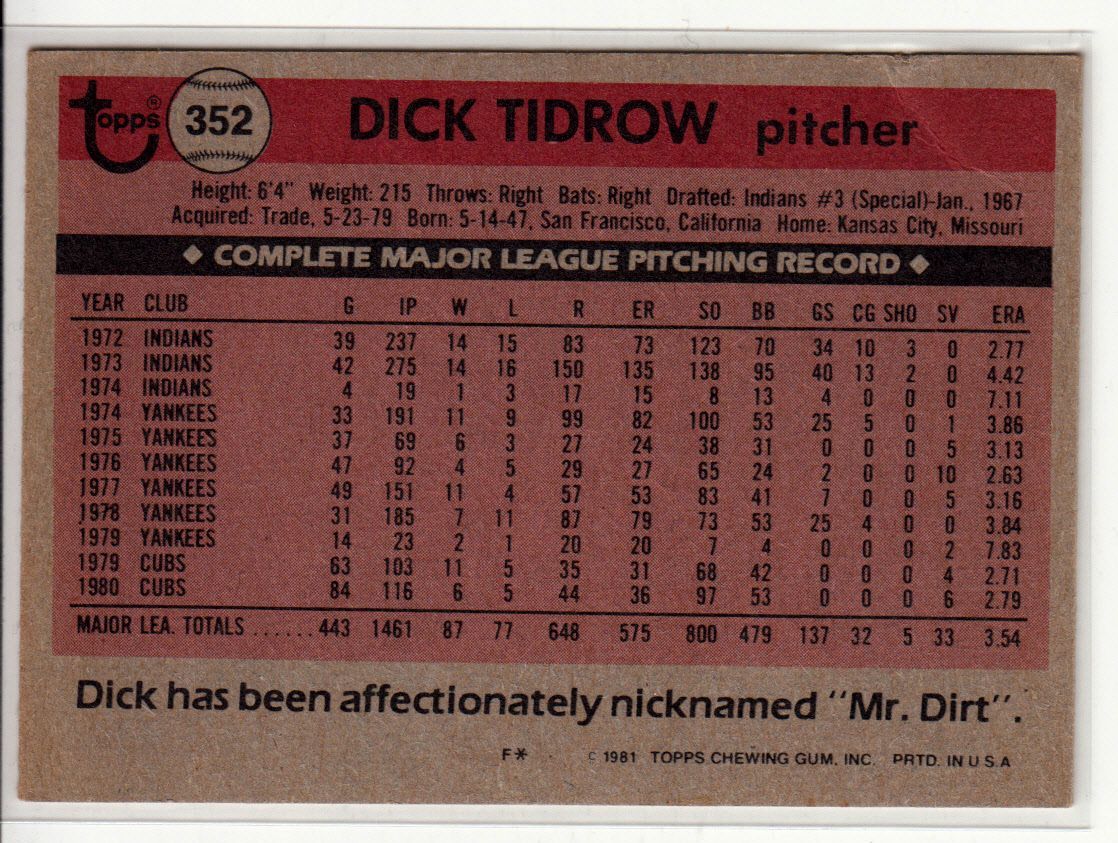 topps® 352 DICK TIDROW pitcher
Height: 6'4" Weight: 215 Throws: Right Bats: Right Drafted: Indians #3 (Special)-Jan., 1967
Acquired: Trade, 5-23-79 Born: 5-14-47, San Francisco, California Home: Kansas City, Missouri
◆ COMPLETE MAJOR LEAGUE PITCHING RECORD ◆
YEAR CLUB G IP W L R ER SO BB GS CG SHO SV ERA
1972 INDIANS 39 237 14 15 83 73 123 70 34 10 3 0 2.77
1973 INDIANS 42 275 14 16 150 135 138 95 40 13 2 0 4.42
1974 INDIANS 4 19 1 3 17 15 8 13 4 0 0 0 7.11
1974 YANKEES 33 191 11 9 99 82 100 53 25 5 0 1 3.86
1975 YANKEES 37 69 6 3 27 24 38 31 0 0 0 5 3.13
1976 YANKEES 47 92 4 5 29 27 65 24 2 0 0 10 2.63
1977 YANKEES 49 151 11 4 57 53 83 41 7 0 0 5 3.16
1978 YANKEES 31 185 7 11 87 79 73 53 25 4 0 0 3.84
1979 YANKEES 14 23 2 1 20 20 7 4 0 0 0 2 7.83
1979 CUBS 63 103 11 5 35 31 68 42 0 0 0 4 2.71
1980 CUBS 84 116 6 5 44 36 97 53 0 0 0 6 2.79
MAJOR LEA. TOTALS ...... 443 1461 87 77 648 575 800 479 137 32 5 33 3.54
Dick has been affectionately nicknamed "Mr. Dirt".
F* © 1981 TOPPS CHEWING GUM, INC. PRTD. IN U S A